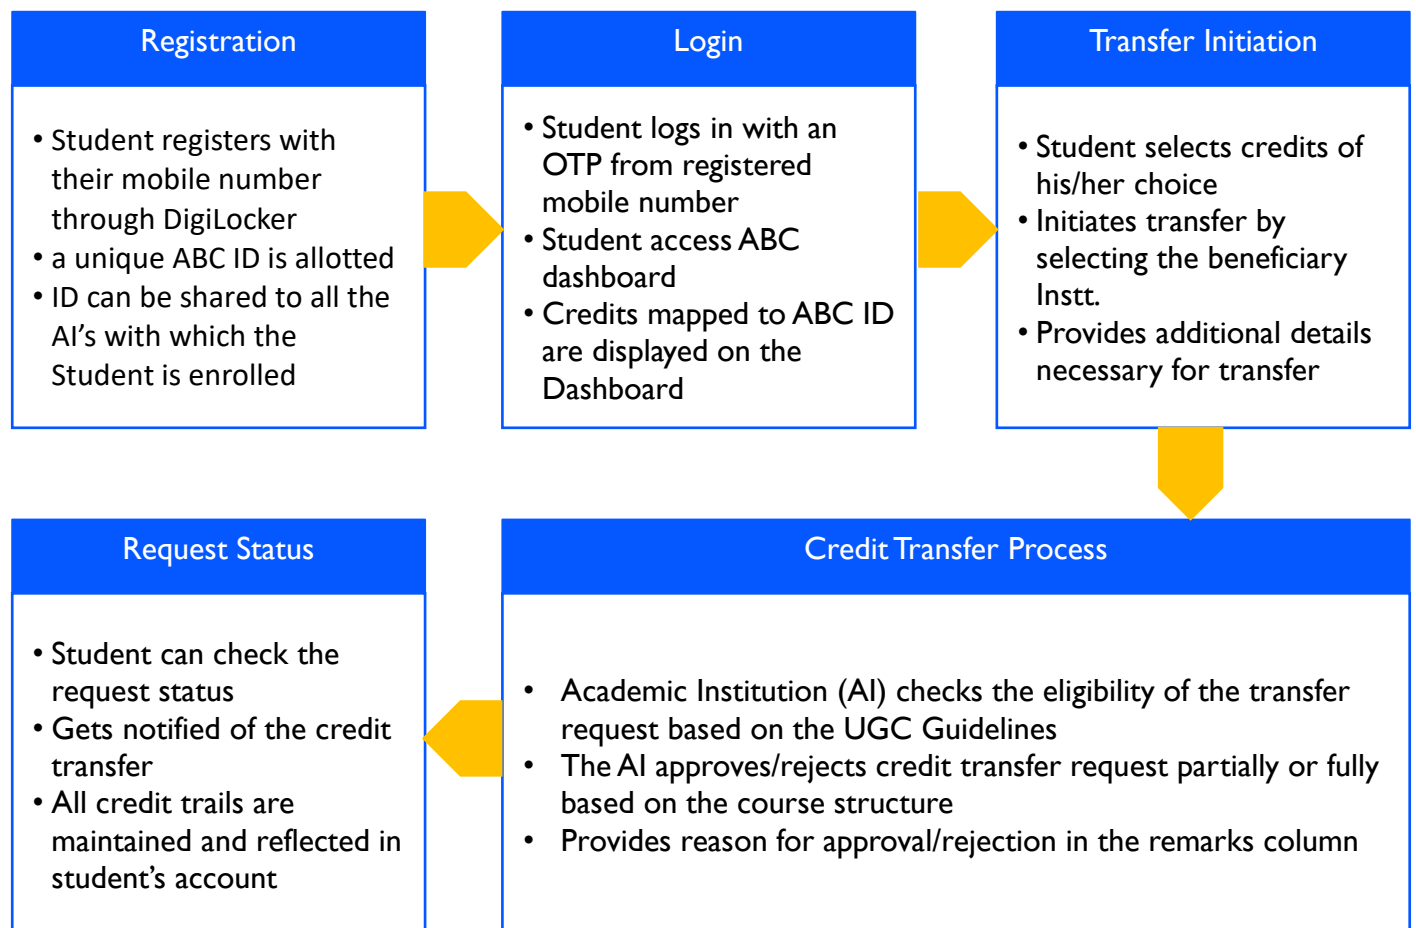 Registration
• Student registers with
their mobile number
through DigiLocker
• a unique ABC ID is allotted
• ID can be shared to all the
AI’s with which the
Student is enrolled
Login
• Student logs in with an
OTP from registered
mobile number
• Student access ABC
dashboard
• Credits mapped to ABC ID
are displayed on the
Dashboard
Transfer Initiation
• Student selects credits of
his/her choice
• Initiates transfer by
selecting the beneficiary
Instt.
• Provides additional details
necessary for transfer
Credit Transfer Process
• Academic Institution (AI) checks the eligibility of the transfer
request based on the UGC Guidelines
• The AI approves/rejects credit transfer request partially or fully
based on the course structure
• Provides reason for approval/rejection in the remarks column
Request Status
• Student can check the
request status
• Gets notified of the credit
transfer
• All credit trails are
maintained and reflected in
student’s account